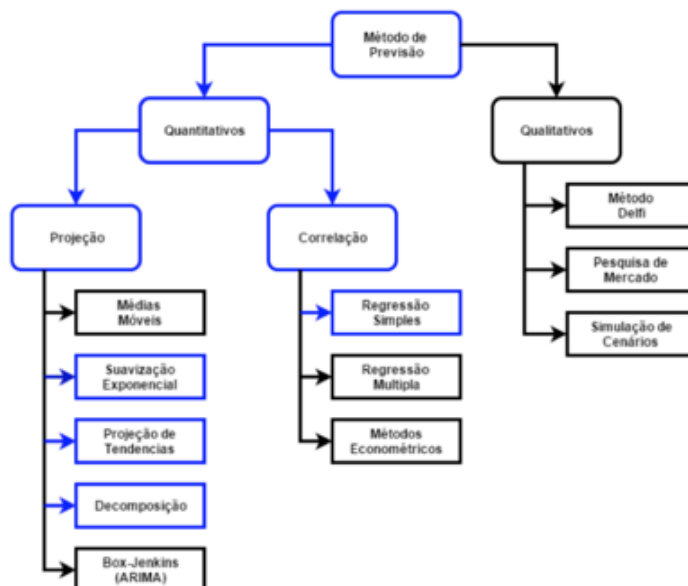 Método de
Previsão
Quantitativos
Qualitativos
Projeção
Correlação
Método
Delfi
Pesquisa de
Mercado
Simulação de
Cenários
Médias
Móveis
Suavização
Exponencial
Projeção de
Tendencias
Decomposição
Box-Jenkins
(ARIMA)
Regressão
Simples
Regressão
Multipla
Métodos
Econométricos